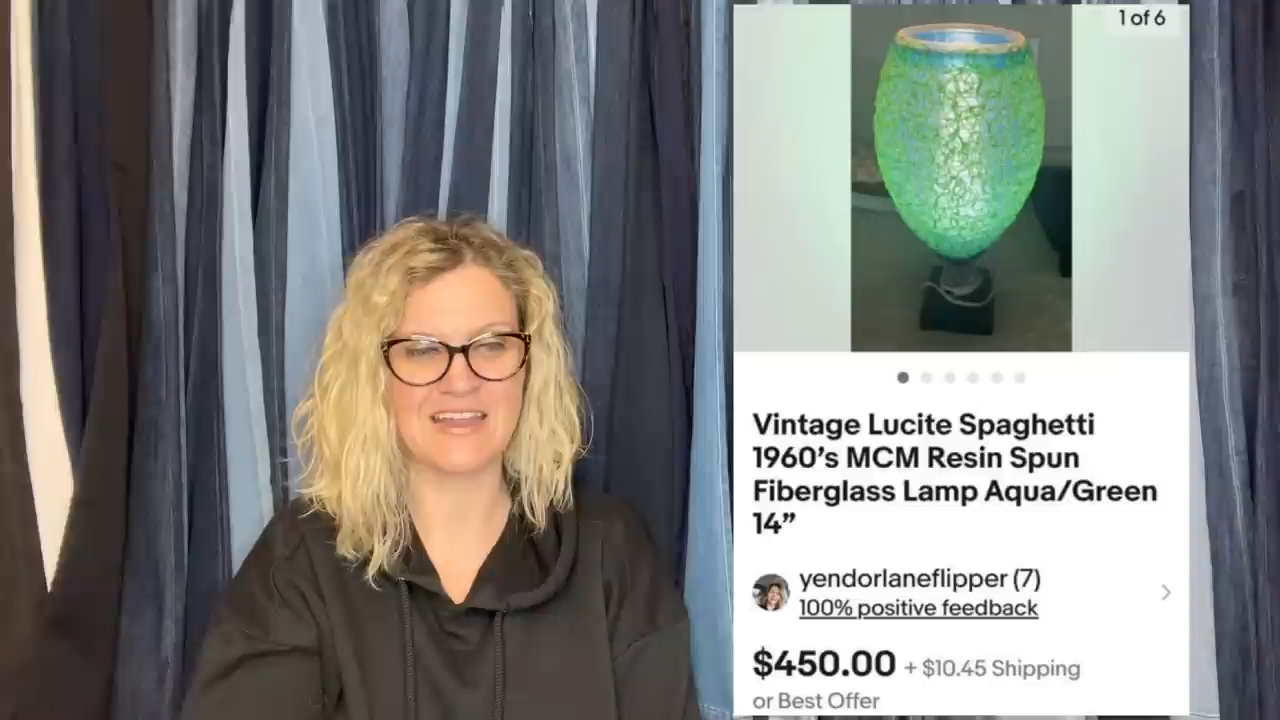 1 of 6
Vintage Lucite Spaghetti
1960’s MCM Resin Spun
Fiberglass Lamp Aqua/Green
14”
yendorlaneflipper (7)
100% positive feedback
$450.00 + $10.45 Shipping
or Best Offer